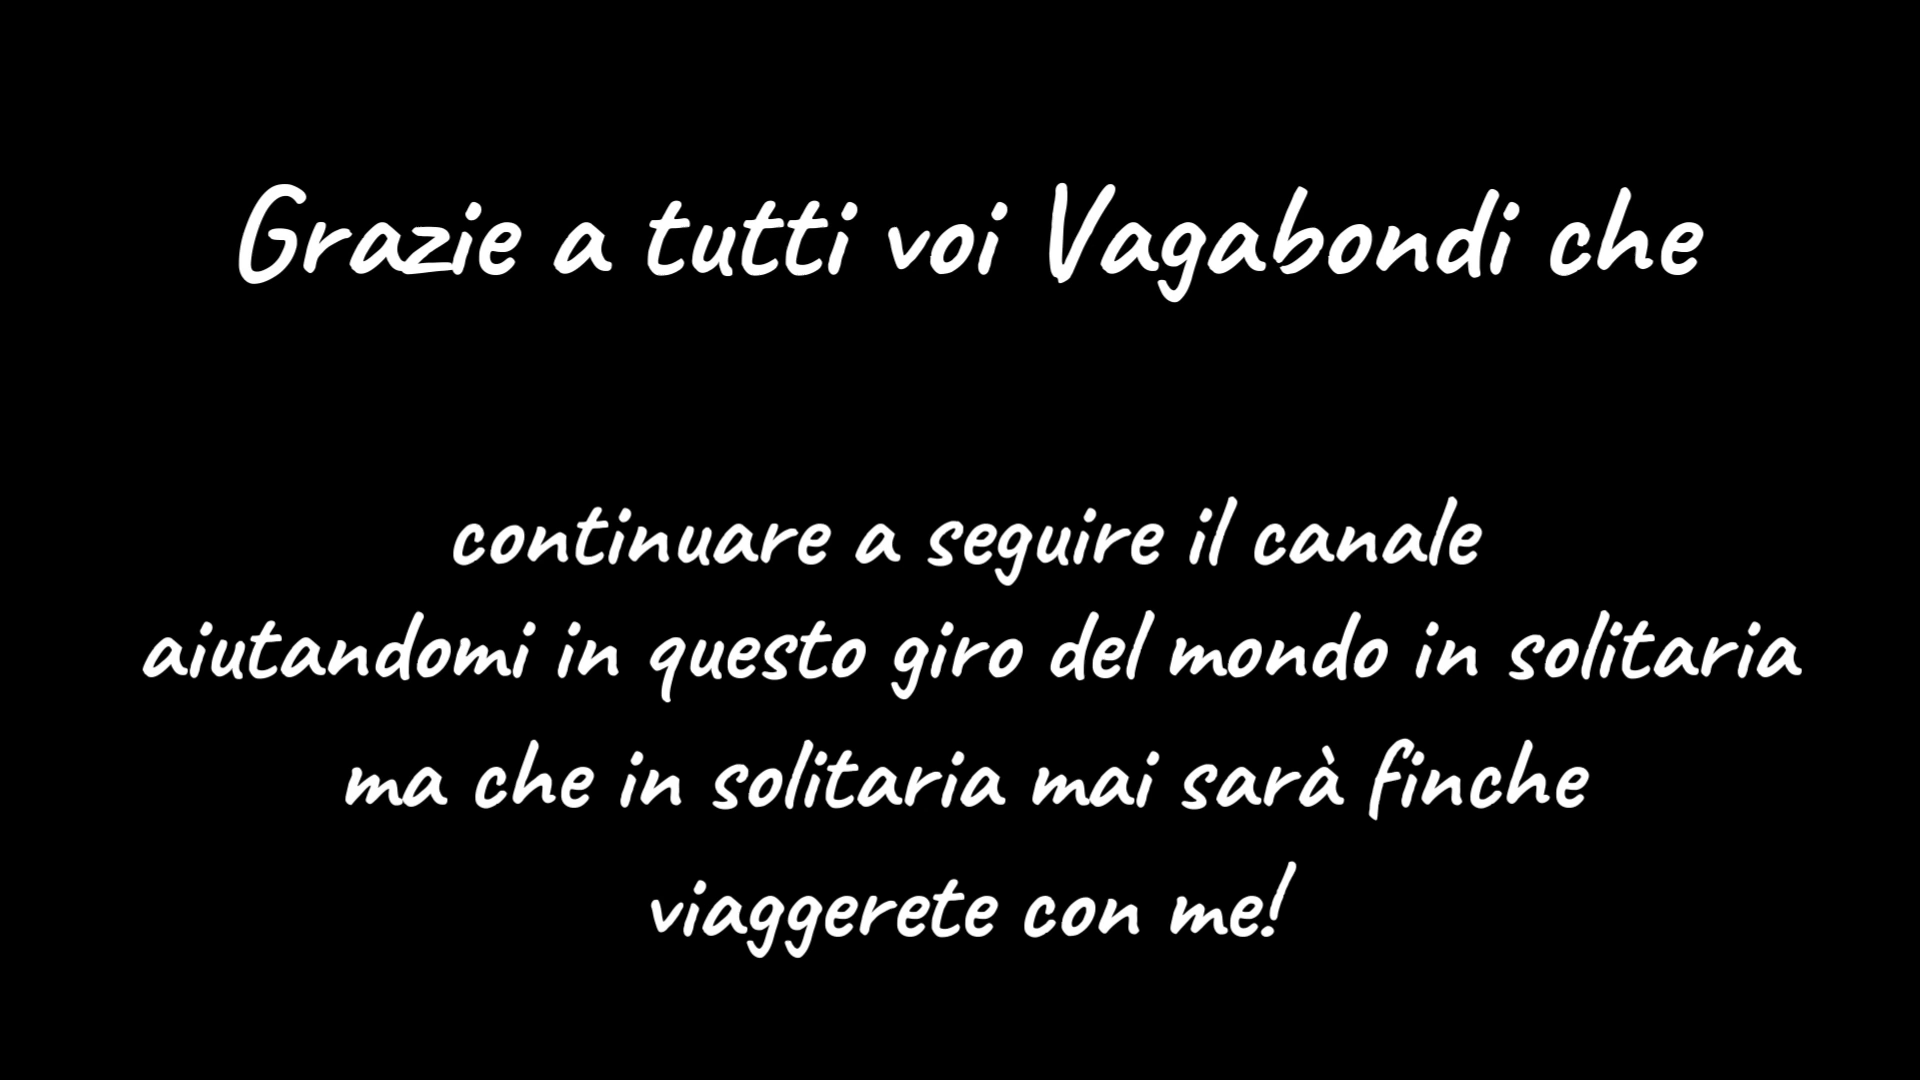 Grazie a tutti voi Vagabondi che
continuare a seguire il canale
aiutandomi in questo giro del mondo in solitaria
ma che in solitaria mai sarà finche
viaggerete con me!